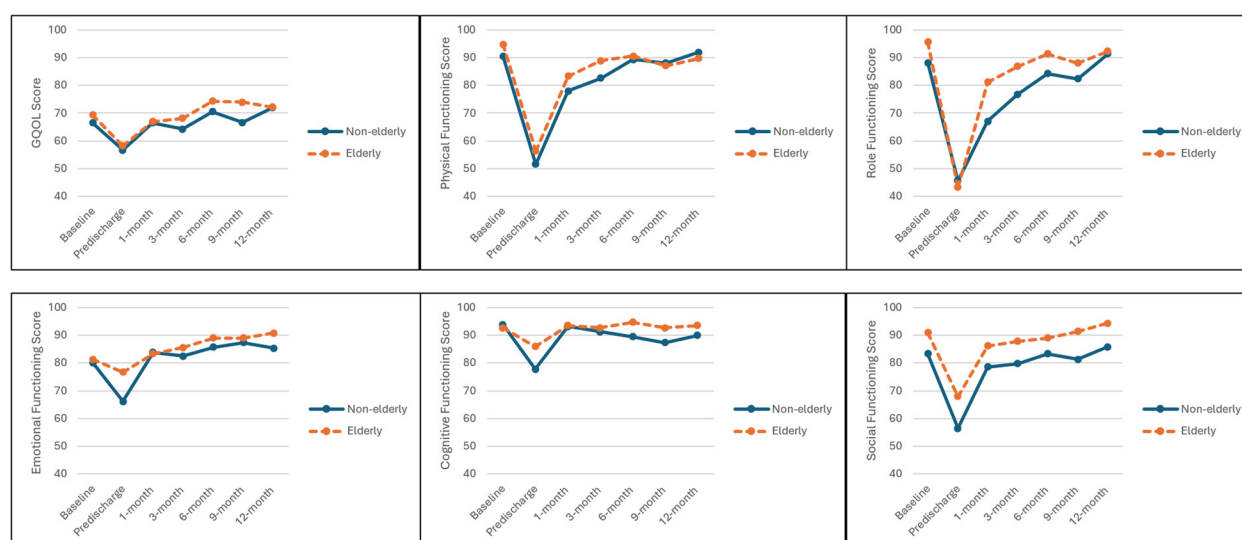 GQOL Score
100
90
80
70
60
50
40
Baseline
Predischarge
1-month
3-month
6-month
9-month
12-month
Non-elderly
Elderly
Physical Functioning Score
100
90
80
70
60
50
40
Baseline
Predischarge
1-month
3-month
6-month
9-month
12-month
Non-elderly
Elderly
Role Functioning Score
100
90
80
70
60
50
40
Baseline
Predischarge
1-month
3-month
6-month
9-month
12-month
Non-elderly
Elderly
Emotional Functioning Score
100
90
80
70
60
50
40
Baseline
Predischarge
1-month
3-month
6-month
9-month
12-month
Non-elderly
Elderly
Cognitive Functioning Score
100
90
80
70
60
50
40
Baseline
Predischarge
1-month
3-month
6-month
9-month
12-month
Non-elderly
Elderly
Social Functioning Score
100
90
80
70
60
50
40
Baseline
Predischarge
1-month
3-month
6-month
9-month
12-month
Non-elderly
Elderly